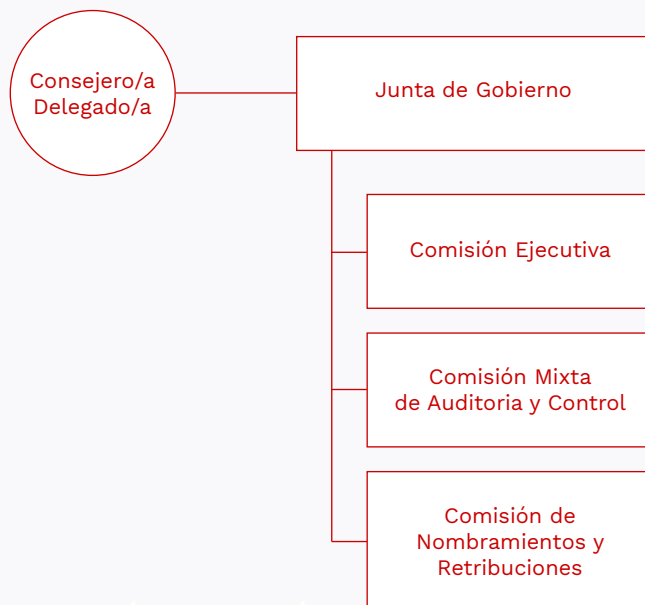 Consejero/a
Delegado/a
Junta de Gobierno
Comisión Ejecutiva
Comisión Mixta
de Auditoria y Control
Comisión de
Nombramientos y
Retribuciones